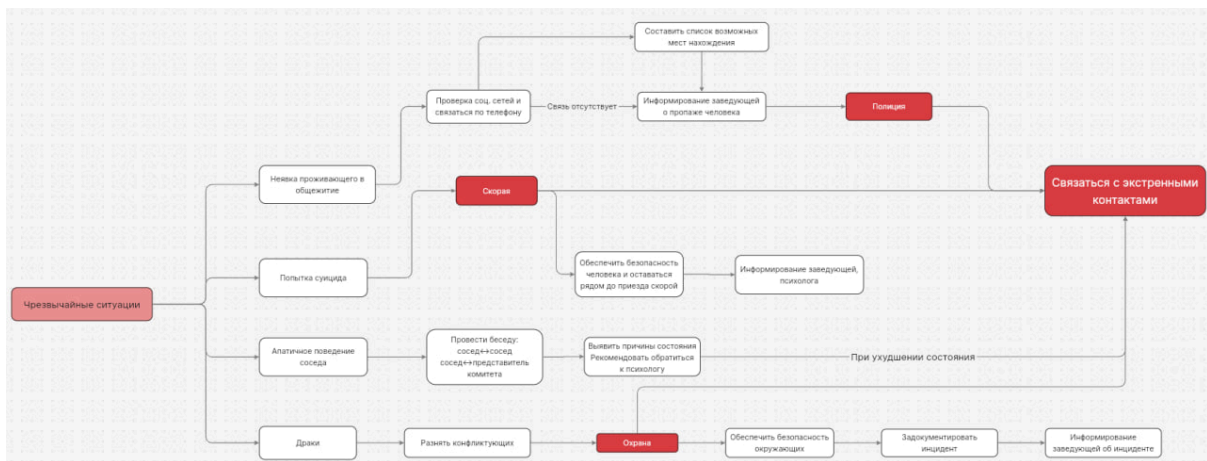 Составить список возможных
мест нахождения
Проверка соц. сетей и
связаться по телефону
Связь отсутствует
Информирование заведующей
о пропаже человека
Полиция
Неявка проживающего в
общежитие
Скорая
Связаться с экстренными
контактами
Попытка суицида
Обеспечить безопасность
человека и оставаться
рядом до приезда скорой
Информирование заведующей,
психолога
Чрезвычайные ситуации
Апатичное поведение
соседа
Провести беседу:
сосед↔сосед
сосед↔представитель
комитета
Выявить причины состояния
Рекомендовать обратиться
к психологу
При ухудшении состояния
Драки
Разнять конфликтующих
Охрана
Обеспечить безопасность
окружающих
Задокументировать
инцидент
Информирование
заведующей об инциденте